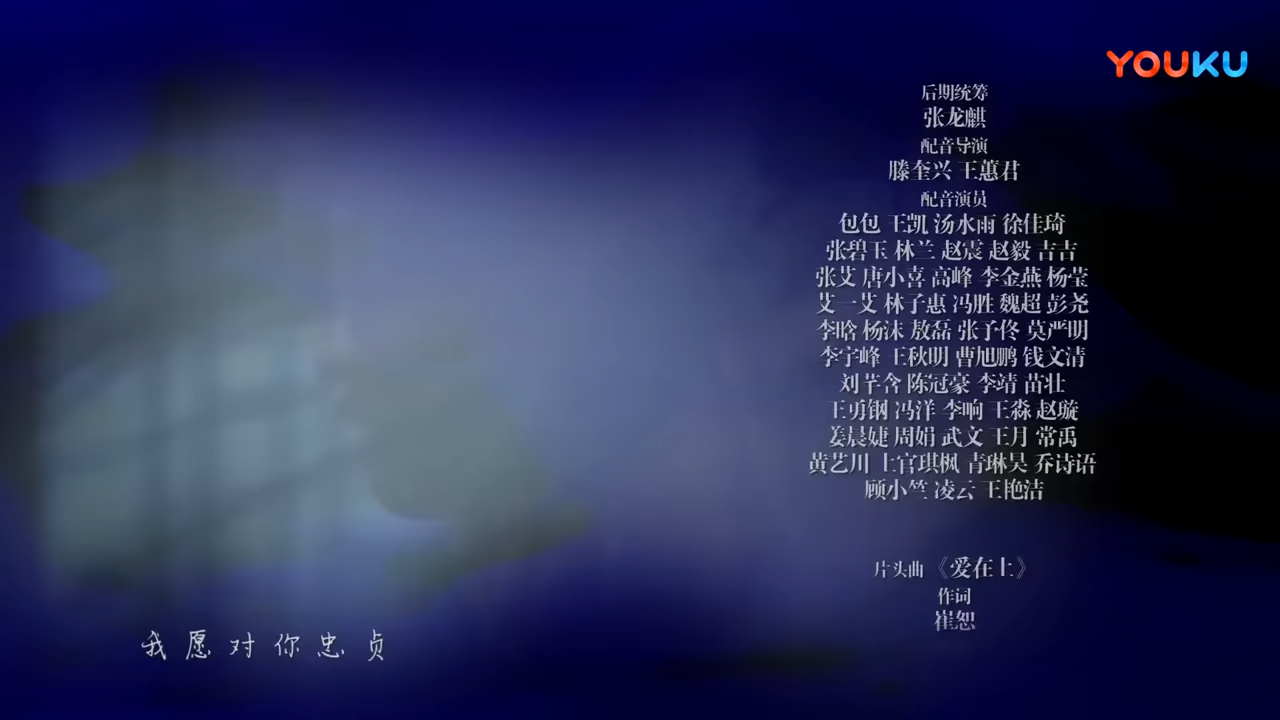 YOUKU
后期统筹
张龙麒
配音导演
滕奎兴 王蕙君
配音演员
包包 王凯 汤水雨 徐佳琦
张碧玉 林兰 赵震 赵毅 吉吉
张艾 唐小喜 高峰 李金燕 杨莹
艾一艾 林子惠 冯胜 魏超 彭尧
李晗 杨沫 敖磊 张予佟 莫严明
李宇峰 王秋明 曹旭鹏 钱文清
刘芊含 陈冠豪 李靖 苗壮
王勇钢 冯洋 李响 王淼 赵璇
姜晨婕 周娟 武文 王月 常禹
黄艺川 上官琪枫 青琳昊 乔诗语
顾小竺 凌云 王艳洁
片头曲《爱在上》
作词
崔恕
我愿对你忠贞